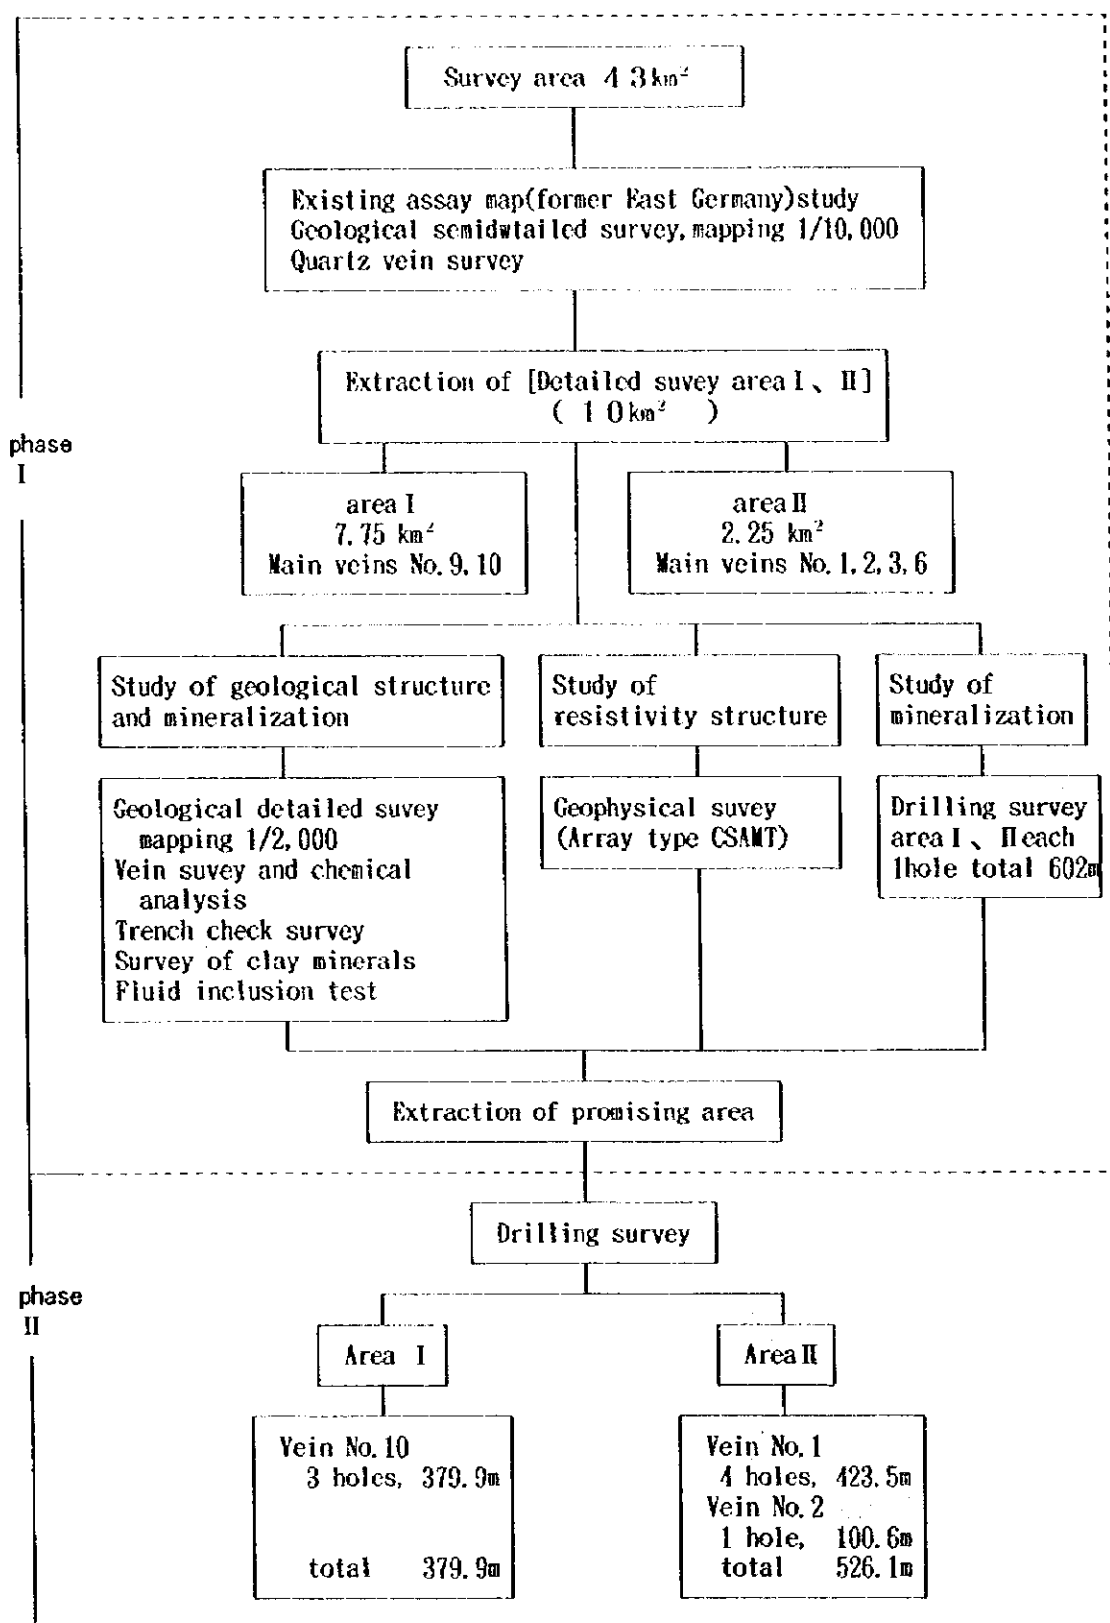 Survey area 43km²
Existing assay map(former East Germany)study
Geological semidwtailed survey, mapping 1/10,000
Quartz vein survey
Extraction of [Detailed suvey area I、II]
( 10km² )
phase
I
area I
7.75 km²
Main veins No. 9, 10
area II
2.25 km²
Main veins No. 1, 2, 3, 6
Study of geological structure
and mineralization
Study of
resistivity structure
Study of
mineralization
Geological detailed suvey
mapping 1/2,000
Vein suvey and chemical
analysis
Trench check survey
Survey of clay minerals
Fluid inclusion test
Geophysical suvey
(Array type CSAMT)
Drilling survey
area I、II each
1hole total 602m
Extraction of promising area
Drilling survey
phase
II
Area I
Area II
Vein No. 10
3 holes, 379.9m
total 379.9m
Vein No. 1
4 holes, 423.5m
Vein No. 2
1 hole, 100.6m
total 526.1m